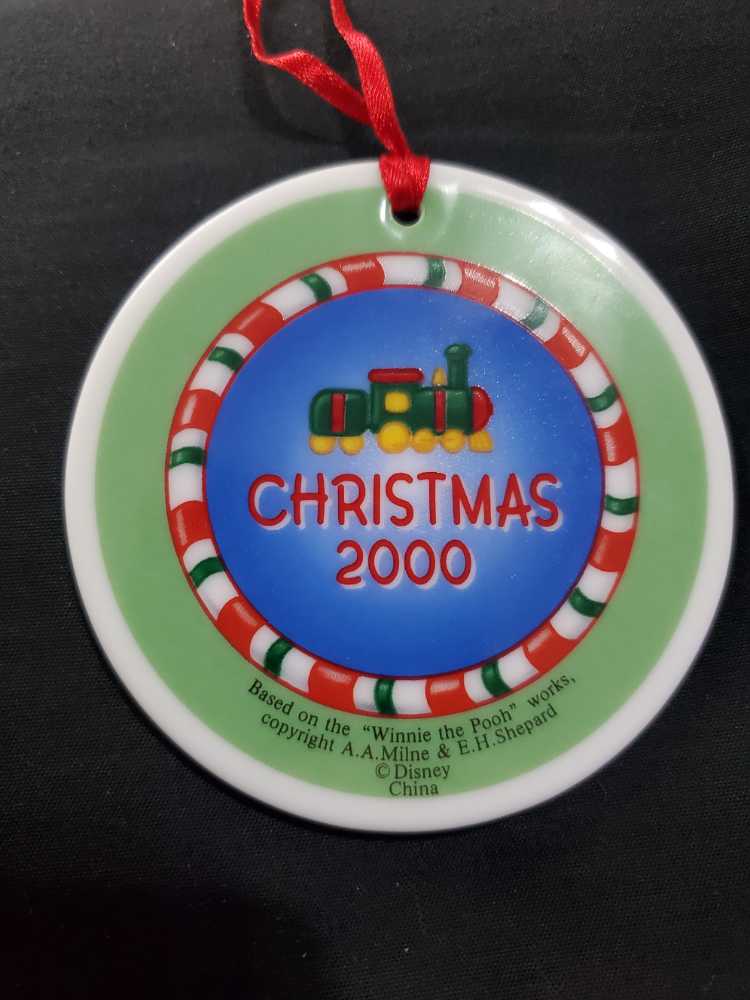 CHRISTMAS
2000
Based on the “Winnie the Pooh” works,
copyright A.A.Milne & E.H.Shepard
© Disney
China